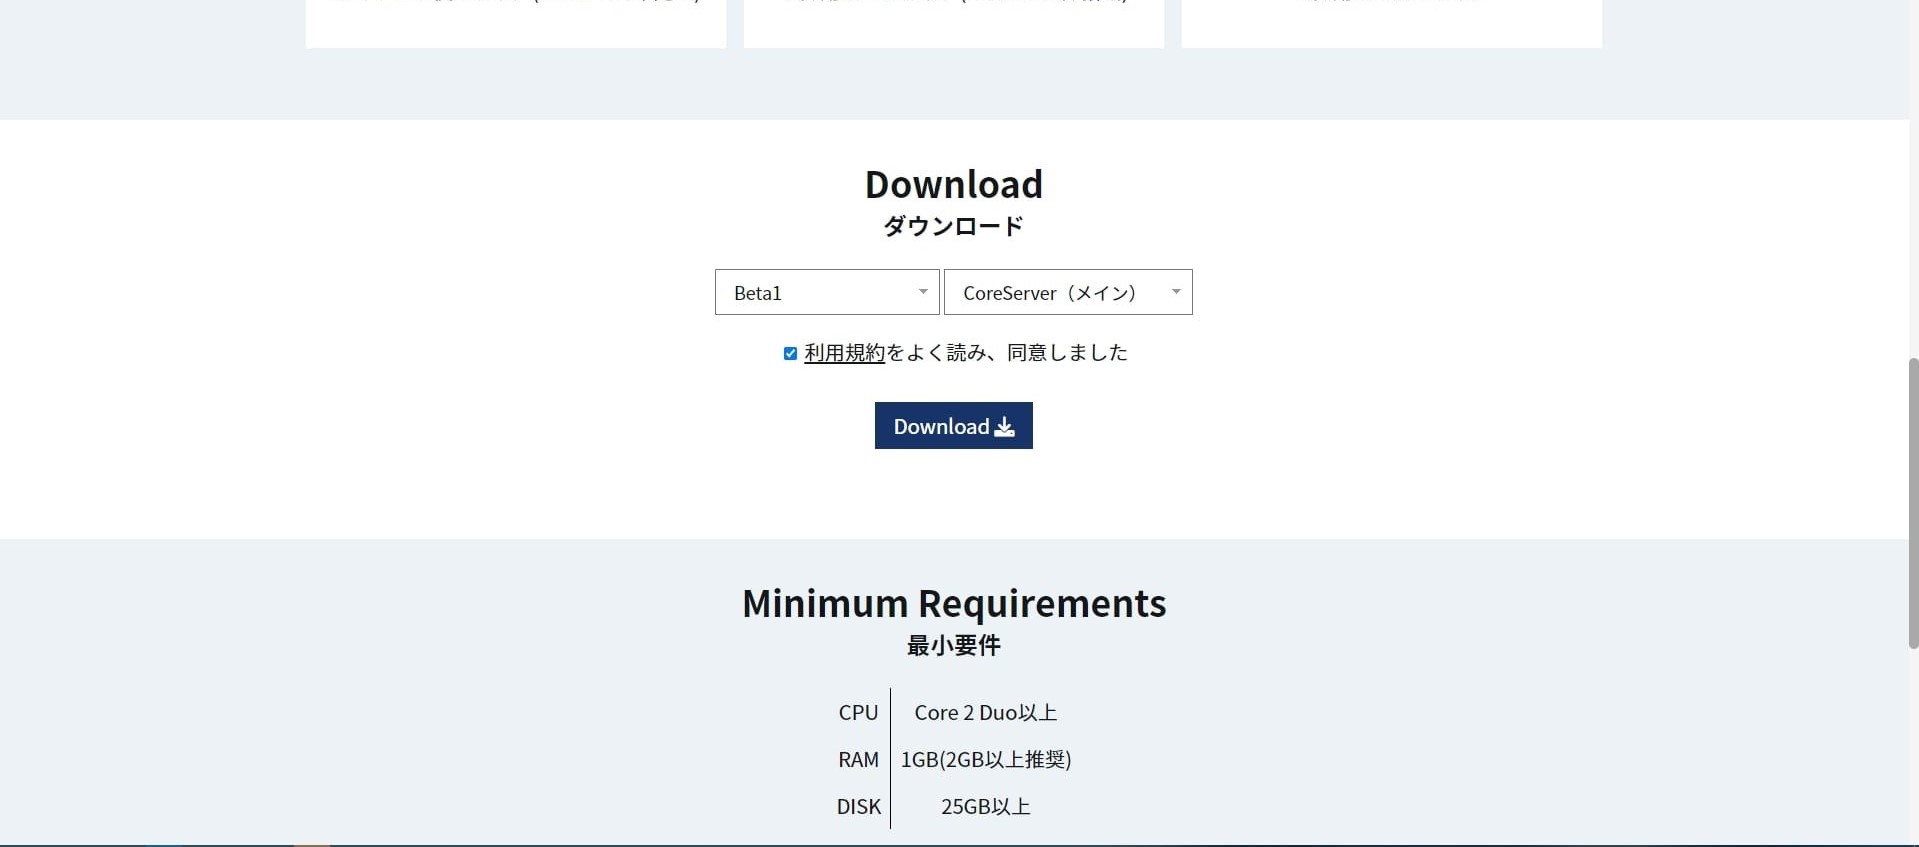 Download
ダウンロード
Beta1 CoreServer（メイン）
利用規約をよく読み、同意しました
Download
Minimum Requirements
最小要件
CPU Core 2 Duo以上
RAM 1GB(2GB以上推奨)
DISK 25GB以上